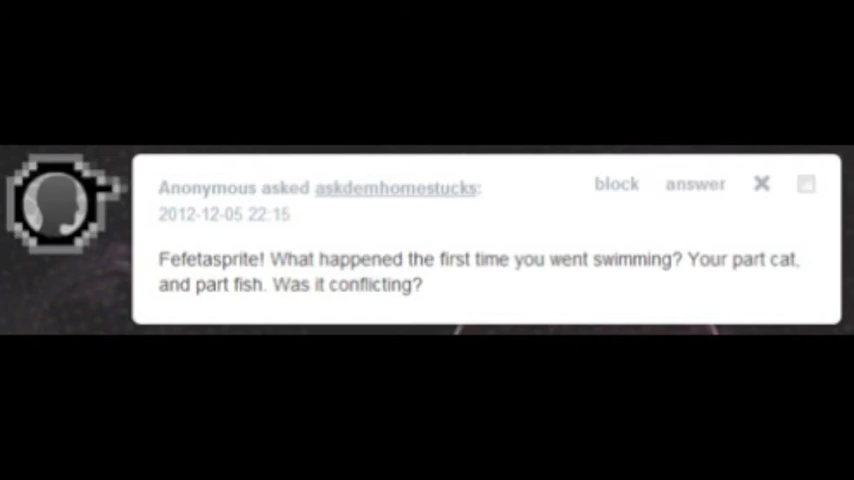 Anonymous asked askdemhomestucks:
block answer
2012-12-05 22:15
Fefetasprite! What happened the first time you went swimming? Your part cat,
and part fish. Was it conflicting?